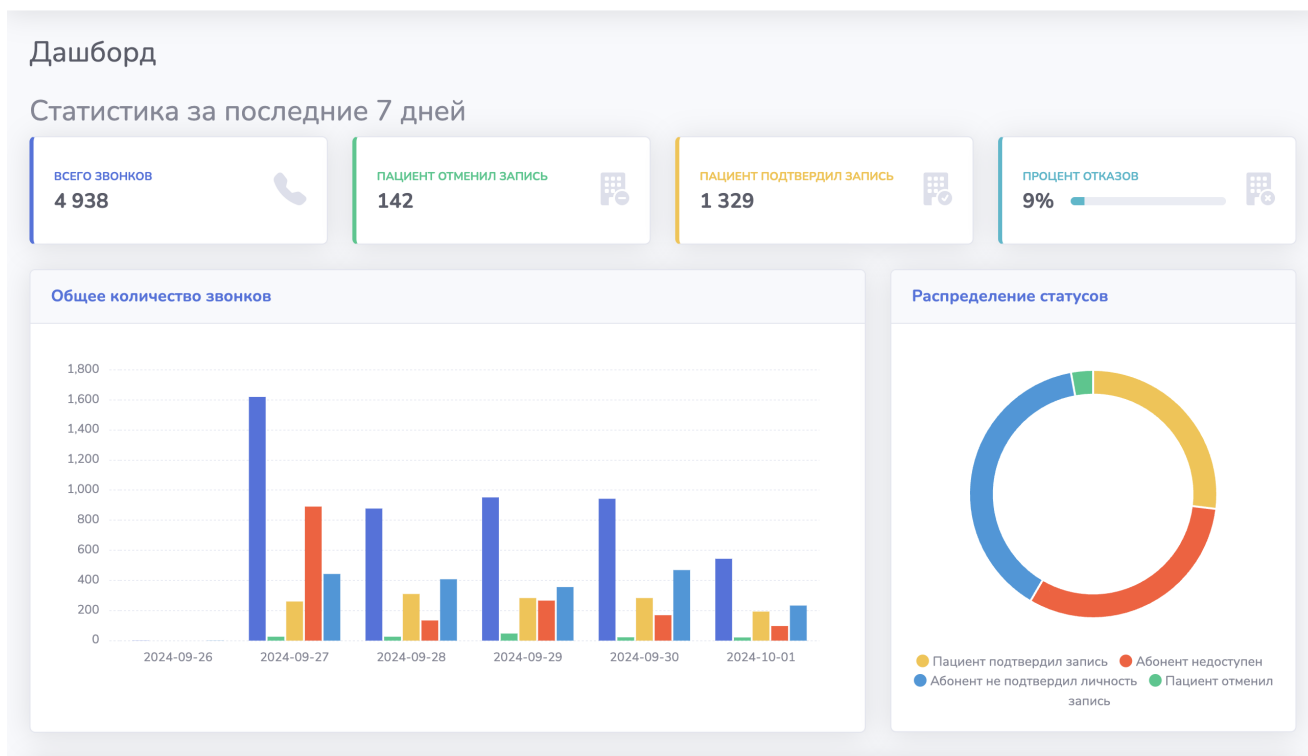 Дашборд
Статистика за последние 7 дней
ВСЕГО ЗВОНКОВ
4 938
ПАЦИЕНТ ОТМЕНИЛ ЗАПИСЬ
142
ПАЦИЕНТ ПОДТВЕРДИЛ ЗАПИСЬ
1 329
ПРОЦЕНТ ОТКАЗОВ
9%
Общее количество звонков
1,800
1,600
1,400
1,200
1,000
800
600
400
200
0
2024-09-26 2024-09-27 2024-09-28 2024-09-29 2024-09-30 2024-10-01
Распределение статусов
Пациент подтвердил запись Абонент недоступен
Абонент не подтвердил личность Пациент отменил
запись